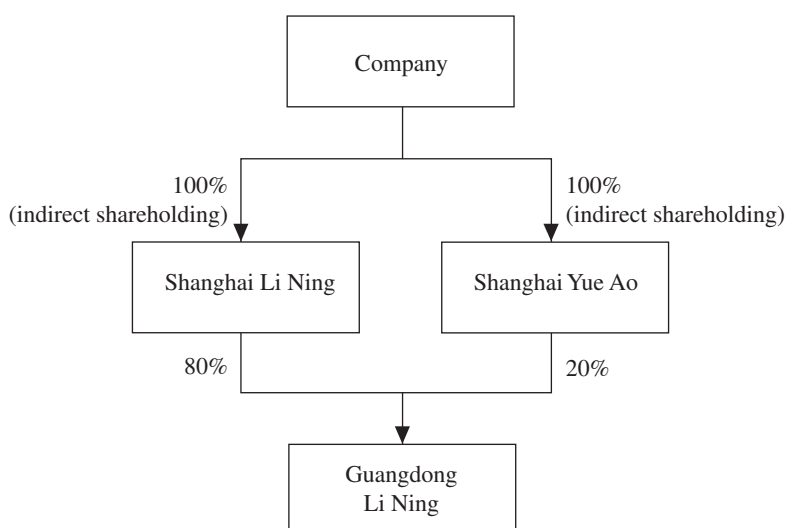 Company
100%
(indirect shareholding)
100%
(indirect shareholding)
Shanghai Li Ning
Shanghai Yue Ao
80%
20%
Guangdong
Li Ning